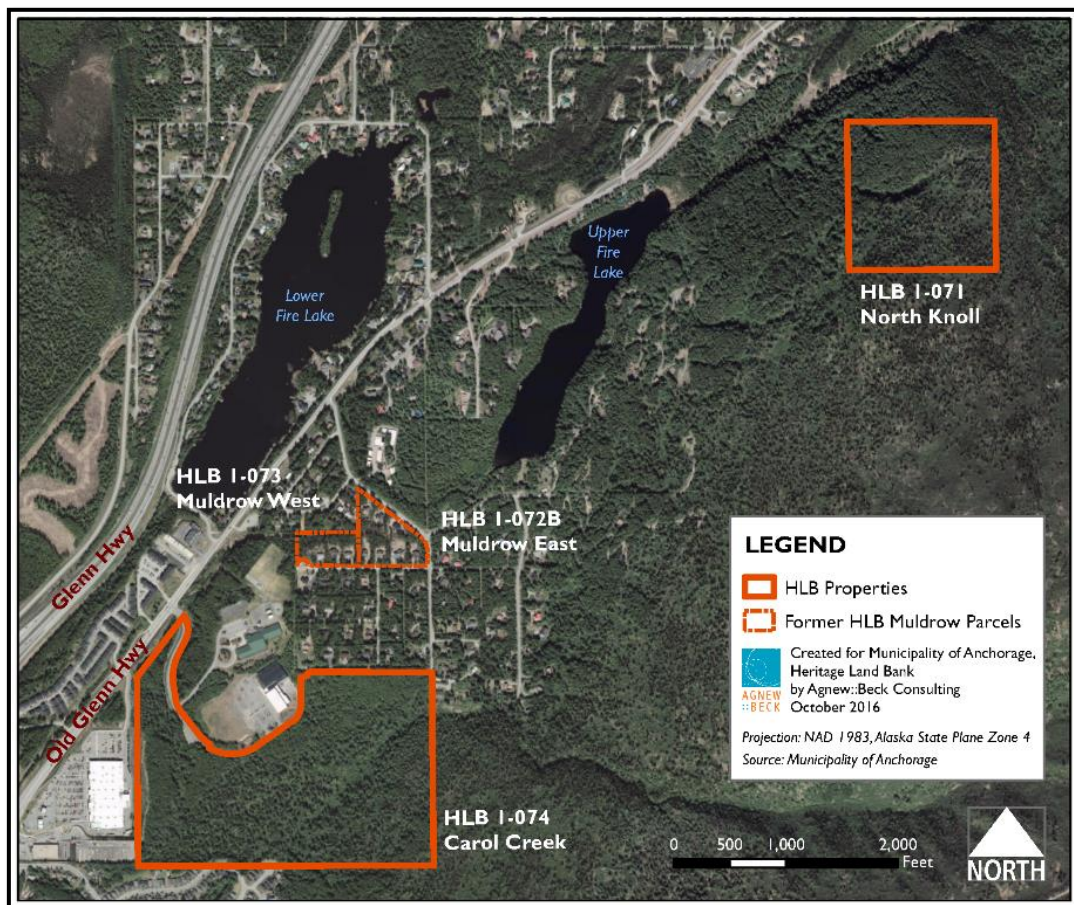 Upper
Fire
Lake
Lower
Fire Lake
HLB 1-071
North Knoll
HLB 1-073
Muldrow West
HLB 1-072B
Muldrow East
Glenn Hwy
Old Glenn Hwy
HLB 1-074
Carol Creek
LEGEND
HLB Properties
Former HLB Muldrow Parcels
AGNEW
::BECK
Created for Municipality of Anchorage,
Heritage Land Bank
by Agnew::Beck Consulting
October 2016
Projection: NAD 1983, Alaska State Plane Zone 4
Source: Municipality of Anchorage
0 500 1,000 2,000
Feet
NORTH